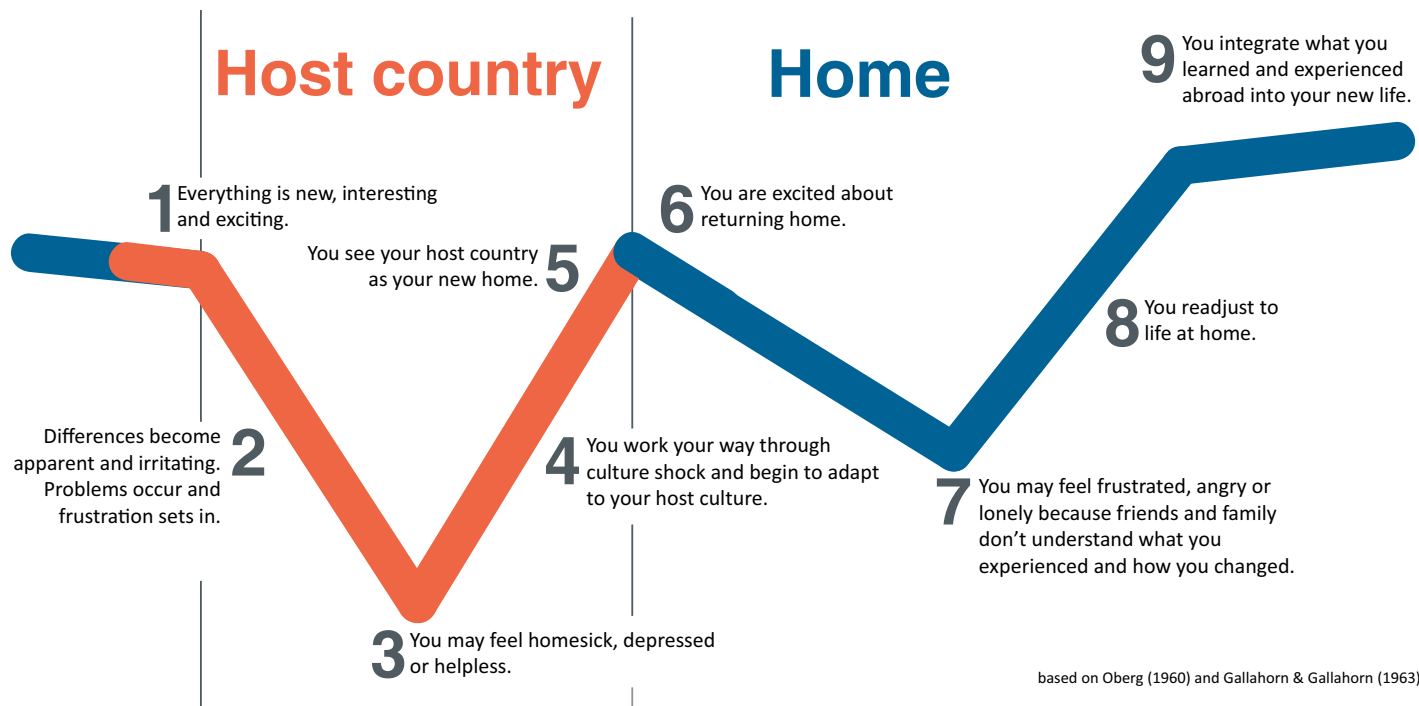 Host country
Home
1
Everything is new, interesting
and exciting.
Differences become
apparent and irritating.
Problems occur and
frustration sets in.
2
3
You may feel homesick, depressed
or helpless.
4
You work your way through
culture shock and begin to adapt
to your host culture.
You see your host country
as your new home.
5
6
You are excited about
returning home.
7
You may feel frustrated, angry or
lonely because friends and family
don’t understand what you
experienced and how you changed.
8
You readjust to
life at home.
9
You integrate what you
learned and experienced
abroad into your new life.
based on Oberg (1960) and Gallahorn & Gallahorn (1963)